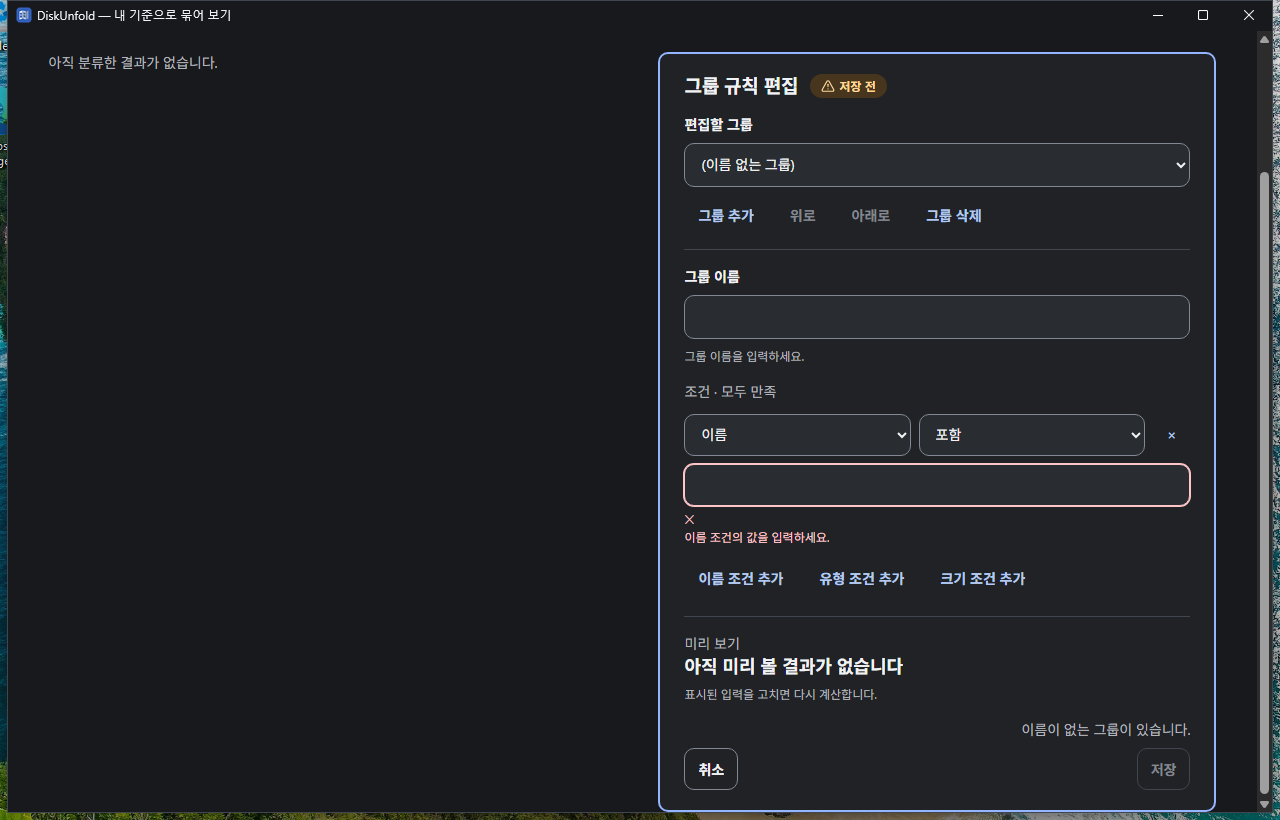 DiskUnfold — 내 기준으로 묶어 보기
아직 분류한 결과가 없습니다.
그룹 규칙 편집
저장 전
편집할 그룹
(이름 없는 그룹)
그룹 추가 위로 아래로 그룹 삭제
그룹 이름
그룹 이름을 입력하세요.
조건 · 모두 만족
이름 포함 ×
이름 조건의 값을 입력하세요.
이름 조건 추가 유형 조건 추가 크기 조건 추가
미리 보기
아직 미리 볼 결과가 없습니다
표시된 입력을 고치면 다시 계산합니다.
이름이 없는 그룹이 있습니다.
취소 저장